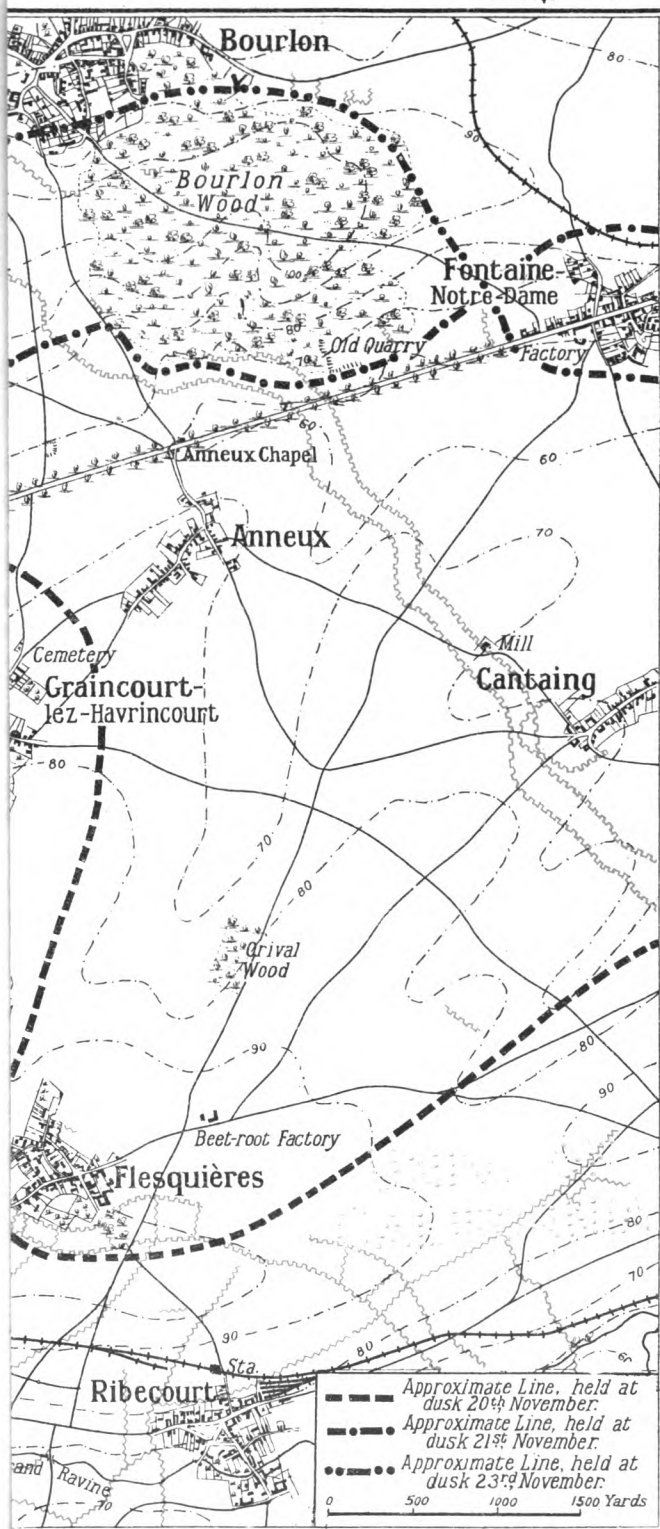 Bourlon
80
90
Bourlon
Wood
100
Fontaine-
Notre-Dame
80
70
Old Quarry
Factory
60
Anneux Chapel
60
70
Anneux
Mill
Cemetery
Cantaing
Graincourt-
lez-Havrincourt
80
70
80
Orival
Wood
90
80
90
Beet-root Factory
Flesquières
80
70
90
80
60
Sta.
Ribecourt
Approximate Line, held at
dusk 20th November.
Approximate Line, held at
dusk 21st November.
Approximate Line, held at
dusk 23rd November.
rand Ravine
70
0 500 1000 1500 Yards